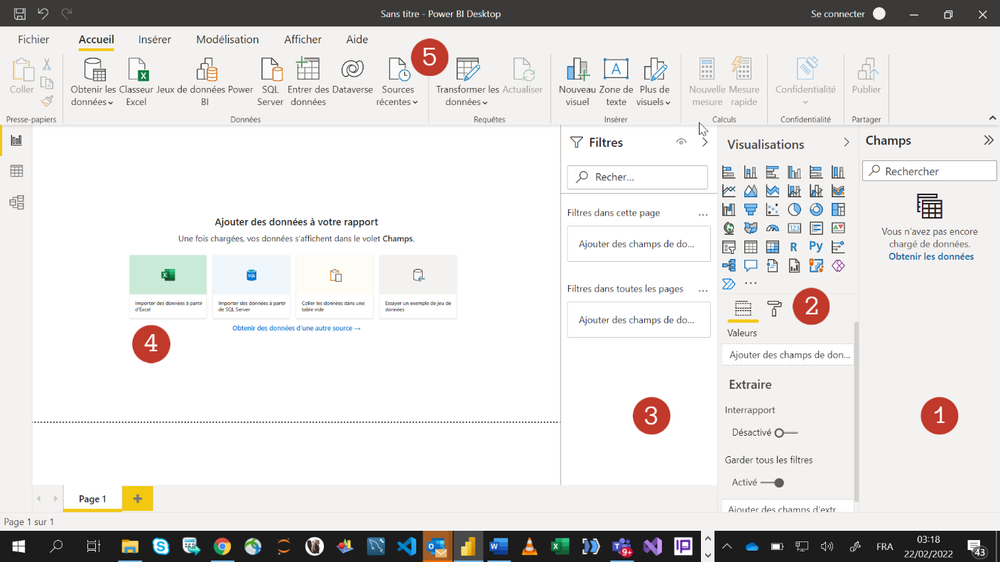 Sans titre - Power BI Desktop
Se connecter
Fichier Accueil Insérer Modélisation Afficher Aide
5
Coller
Obtenir les données
Classeur Excel
Jeux de données Power BI
SQL Server
Entrer des données
Dataverse
Sources récentes
Transformer les données
Actualiser
Nouveau visuel
Zone de texte
Plus de visuels
Nouvelle mesure
Mesure rapide
Confidentialité
Publier
Presse-papiers
Données
Requêtes
Insérer
Calculs
Confidentialité
Partager
Ajouter des données à votre rapport
Une fois chargées, vos données s'affichent dans le volet Champs.
SQL
Importer des données à partir
d'Excel
Importer des données à partir
de SQL Server
Coller les données dans une
table vide
Essayer un exemple de jeu de
données
Obtenir des données d'une autre source →
4
Filtres
Recher...
Filtres dans cette page ...
Ajouter des champs de do...
Filtres dans toutes les pages ...
Ajouter des champs de do...
3
Visualisations
123
R Py
...
2
Valeurs
Ajouter des champs de don...
Extraire
Interrapport
Désactivé
Garder tous les filtres
Activé
Ajouter des champs d'extr
Champs
Rechercher
Vous n'avez pas encore
chargé de données.
Obtenir les données
1
Page 1 +
Page 1 sur 1
9+
FRA
03:18
22/02/2022
43